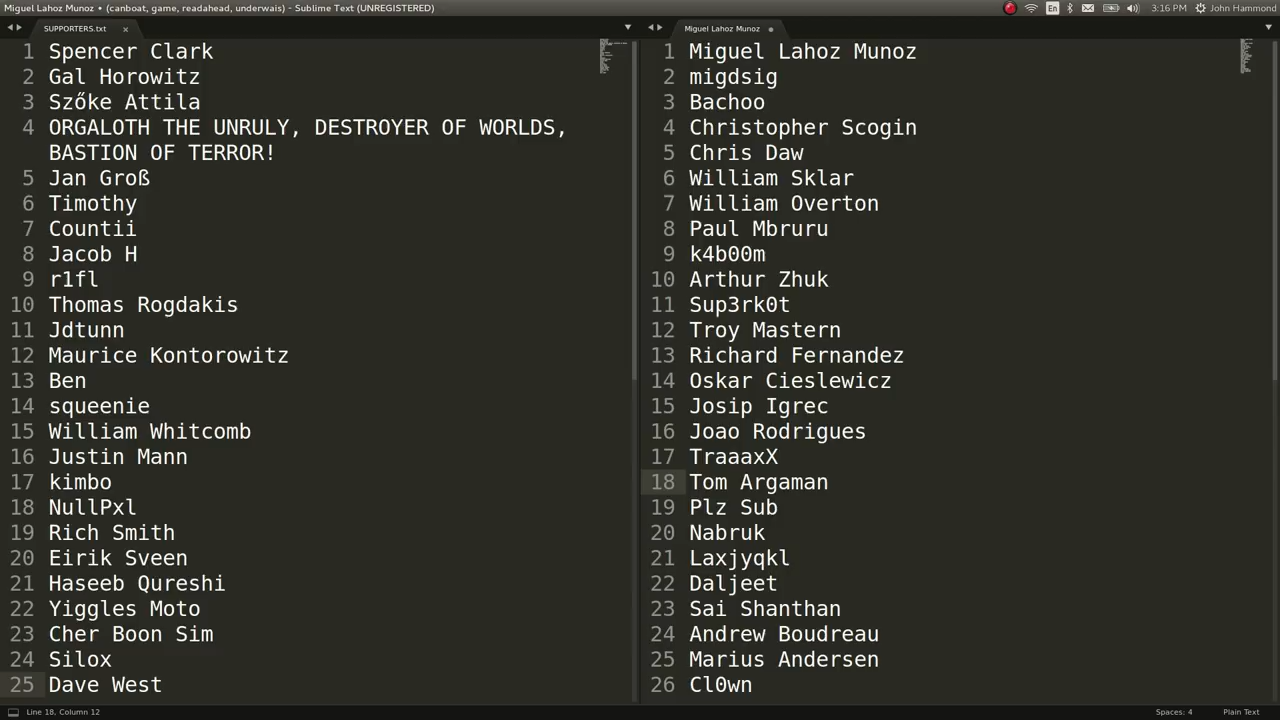 Miguel Lahoz Munoz • (canboat, game, readahead, underwais) - Sublime Text (UNREGISTERED)
En
3:16 PM
John Hammond
SUPPORTERS.txt ×
1 Spencer Clark
2 Gal Horowitz
3 Szőke Attila
4 ORGALOTH THE UNRULY, DESTROYER OF WORLDS,
BASTION OF TERROR!
5 Jan Groß
6 Timothy
7 Countii
8 Jacob H
9 r1fl
10 Thomas Rogdakis
11 Jdtunn
12 Maurice Kontorowitz
13 Ben
14 squeenie
15 William Whitcomb
16 Justin Mann
17 kimbo
18 NullPxl
19 Rich Smith
20 Eirik Sveen
21 Haseeb Qureshi
22 Yiggles Moto
23 Cher Boon Sim
24 Silox
25 Dave West
Miguel Lahoz Munoz
1 Miguel Lahoz Munoz
2 migdsig
3 Bachoo
4 Christopher Scogin
5 Chris Daw
6 William Sklar
7 William Overton
8 Paul Mbruru
9 k4b00m
10 Arthur Zhuk
11 Sup3rk0t
12 Troy Mastern
13 Richard Fernandez
14 Oskar Cieslewicz
15 Josip Igrec
16 Joao Rodrigues
17 TraaaxX
18 Tom Argaman
19 Plz Sub
20 Nabruk
21 Laxjyqkl
22 Daljeet
23 Sai Shanthan
24 Andrew Boudreau
25 Marius Andersen
26 Cl0wn
Line 18, Column 12
Spaces: 4
Plain Text